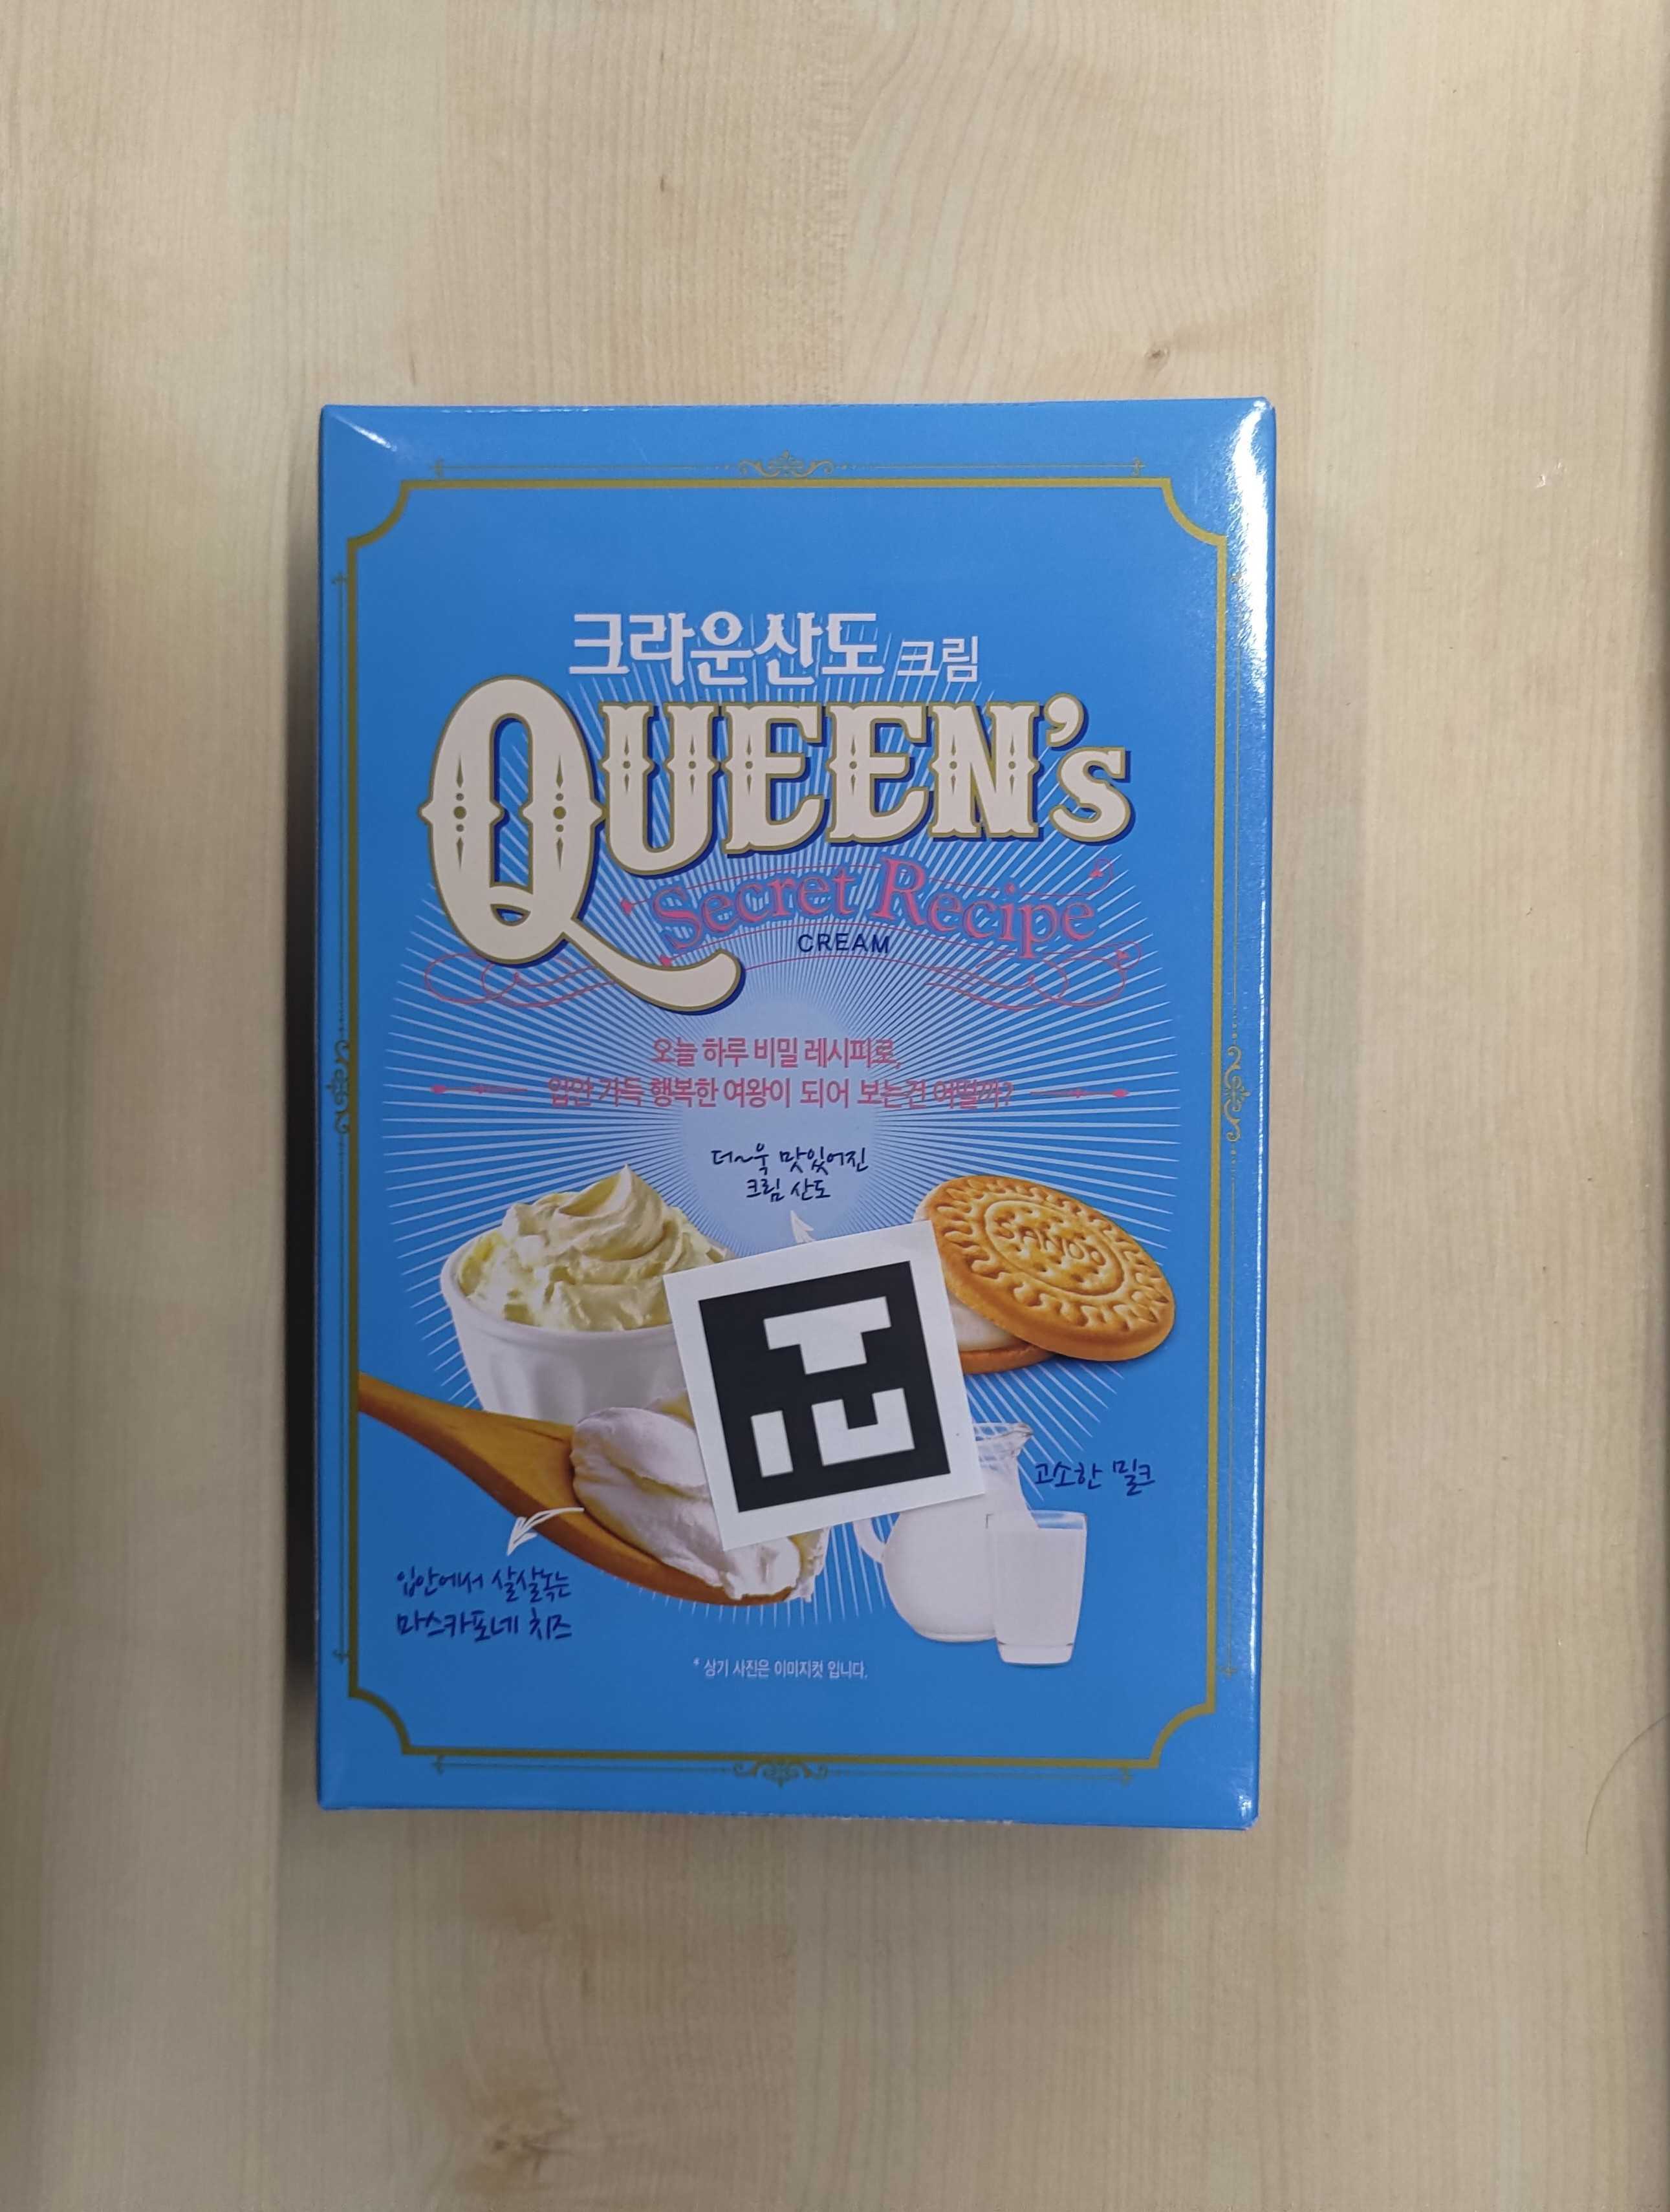 크라운산도 크림
QUEEN's
Secret Recipe
CREAM
오늘 하루 비밀 레시피로,
입안 가득 행복한 여왕이 되어 보는건 어떨까?
더~욱 맛있어진
크림 산도
SANDO
고소한 밀크
입안에서 살살녹는
마스카포네 치즈
* 상기 사진은 이미지컷 입니다.